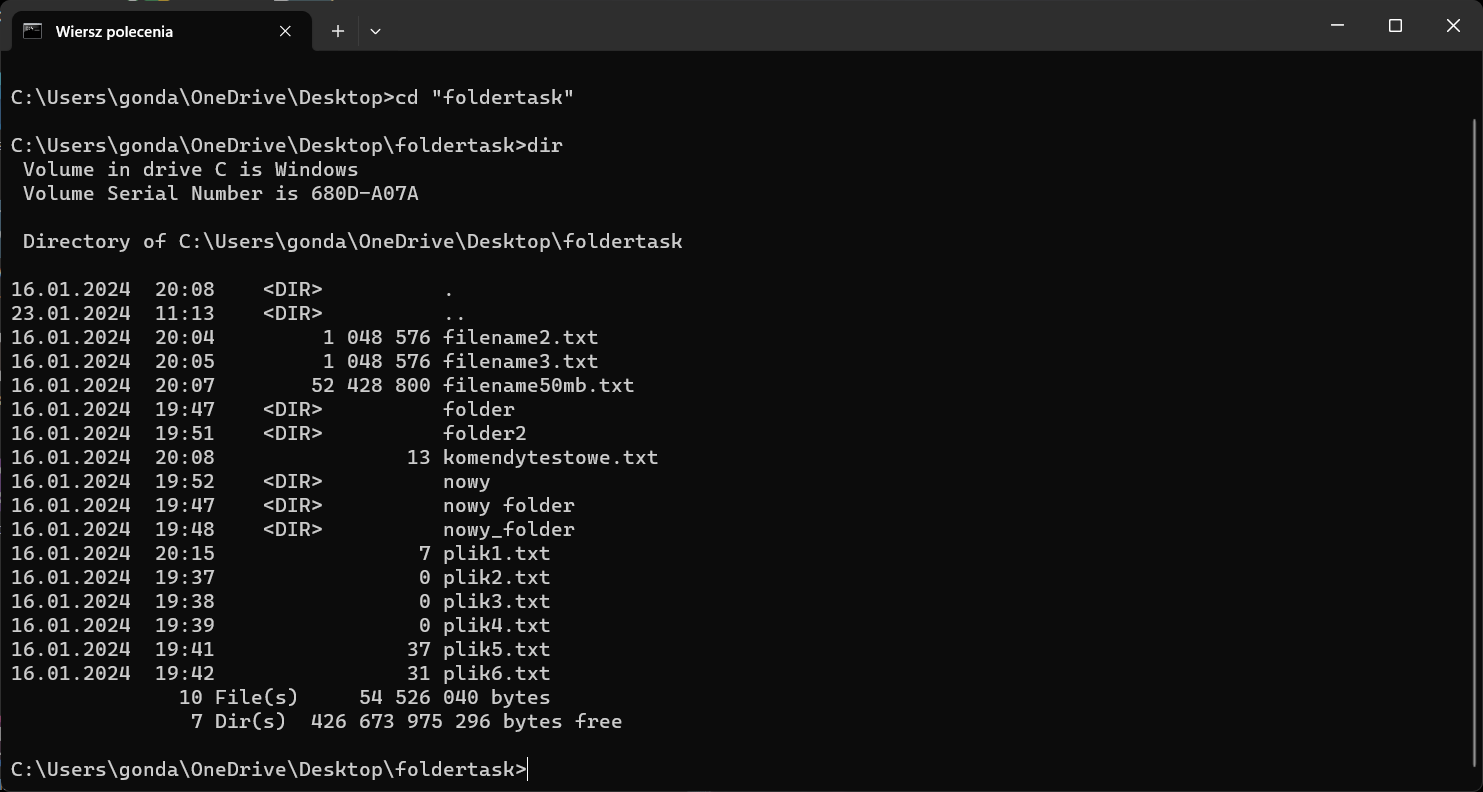 Wiersz polecenia
C:\Users\gonda\OneDrive\Desktop>cd "foldertask"
C:\Users\gonda\OneDrive\Desktop\foldertask>dir
 Volume in drive C is Windows
 Volume Serial Number is 680D-A07A
 Directory of C:\Users\gonda\OneDrive\Desktop\foldertask
16.01.2024  20:08    <DIR>          .
23.01.2024  11:13    <DIR>          ..
16.01.2024  20:04         1 048 576 filename2.txt
16.01.2024  20:05         1 048 576 filename3.txt
16.01.2024  20:07        52 428 800 filename50mb.txt
16.01.2024  19:47    <DIR>          folder
16.01.2024  19:51    <DIR>          folder2
16.01.2024  20:08                13 komendytestowe.txt
16.01.2024  19:52    <DIR>          nowy
16.01.2024  19:47    <DIR>          nowy folder
16.01.2024  19:48    <DIR>          nowy_folder
16.01.2024  20:15                 7 plik1.txt
16.01.2024  19:37                 0 plik2.txt
16.01.2024  19:38                 0 plik3.txt
16.01.2024  19:39                 0 plik4.txt
16.01.2024  19:41                37 plik5.txt
16.01.2024  19:42                31 plik6.txt
              10 File(s)     54 526 040 bytes
               7 Dir(s)  426 673 975 296 bytes free
C:\Users\gonda\OneDrive\Desktop\foldertask>